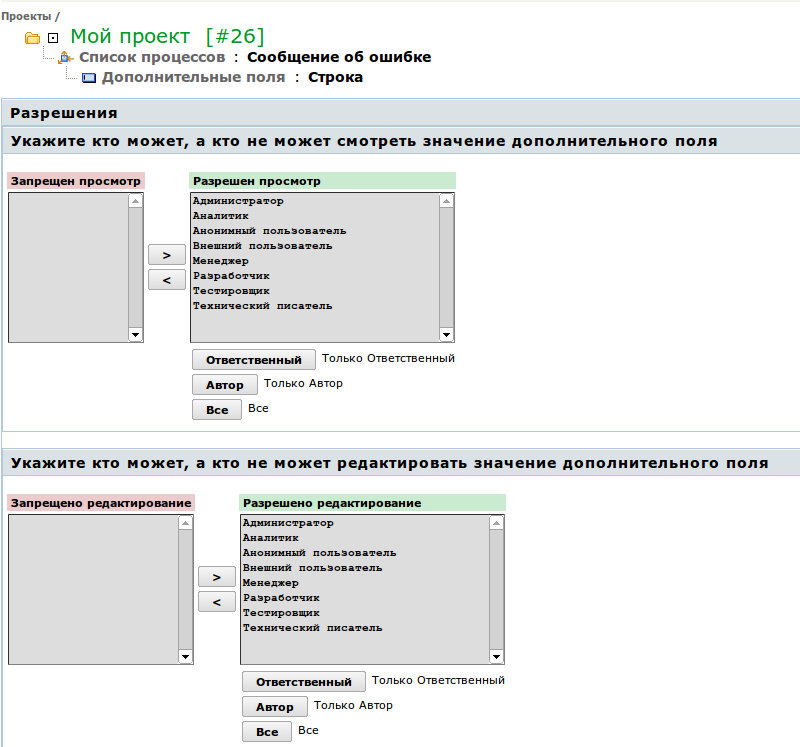 Проекты /
Мой проект [#26]
Список процессов : Сообщение об ошибке
Дополнительные поля : Строка
Разрешения
Укажите кто может, а кто не может смотреть значение дополнительного поля
Запрещен просмотр
Разрешен просмотр
Администратор
Аналитик
Анонимный пользователь
Внешний пользователь
Менеджер
Разработчик
Тестировщик
Технический писатель
>
<
Ответственный Только Ответственный
Автор Только Автор
Все Все
Укажите кто может, а кто не может редактировать значение дополнительного поля
Запрещено редактирование
Разрешено редактирование
Администратор
Аналитик
Анонимный пользователь
Внешний пользователь
Менеджер
Разработчик
Тестировщик
Технический писатель
>
<
Ответственный Только Ответственный
Автор Только Автор
Все Все